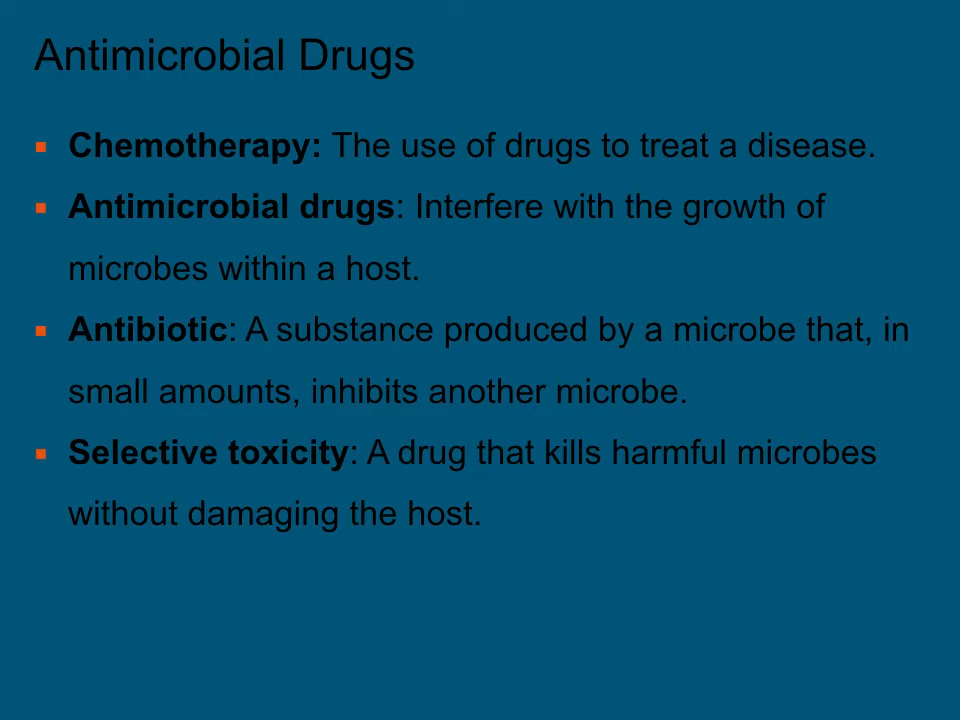 Antimicrobial Drugs
Chemotherapy: The use of drugs to treat a disease.
Antimicrobial drugs: Interfere with the growth of
microbes within a host.
Antibiotic: A substance produced by a microbe that, in
small amounts, inhibits another microbe.
Selective toxicity: A drug that kills harmful microbes
without damaging the host.